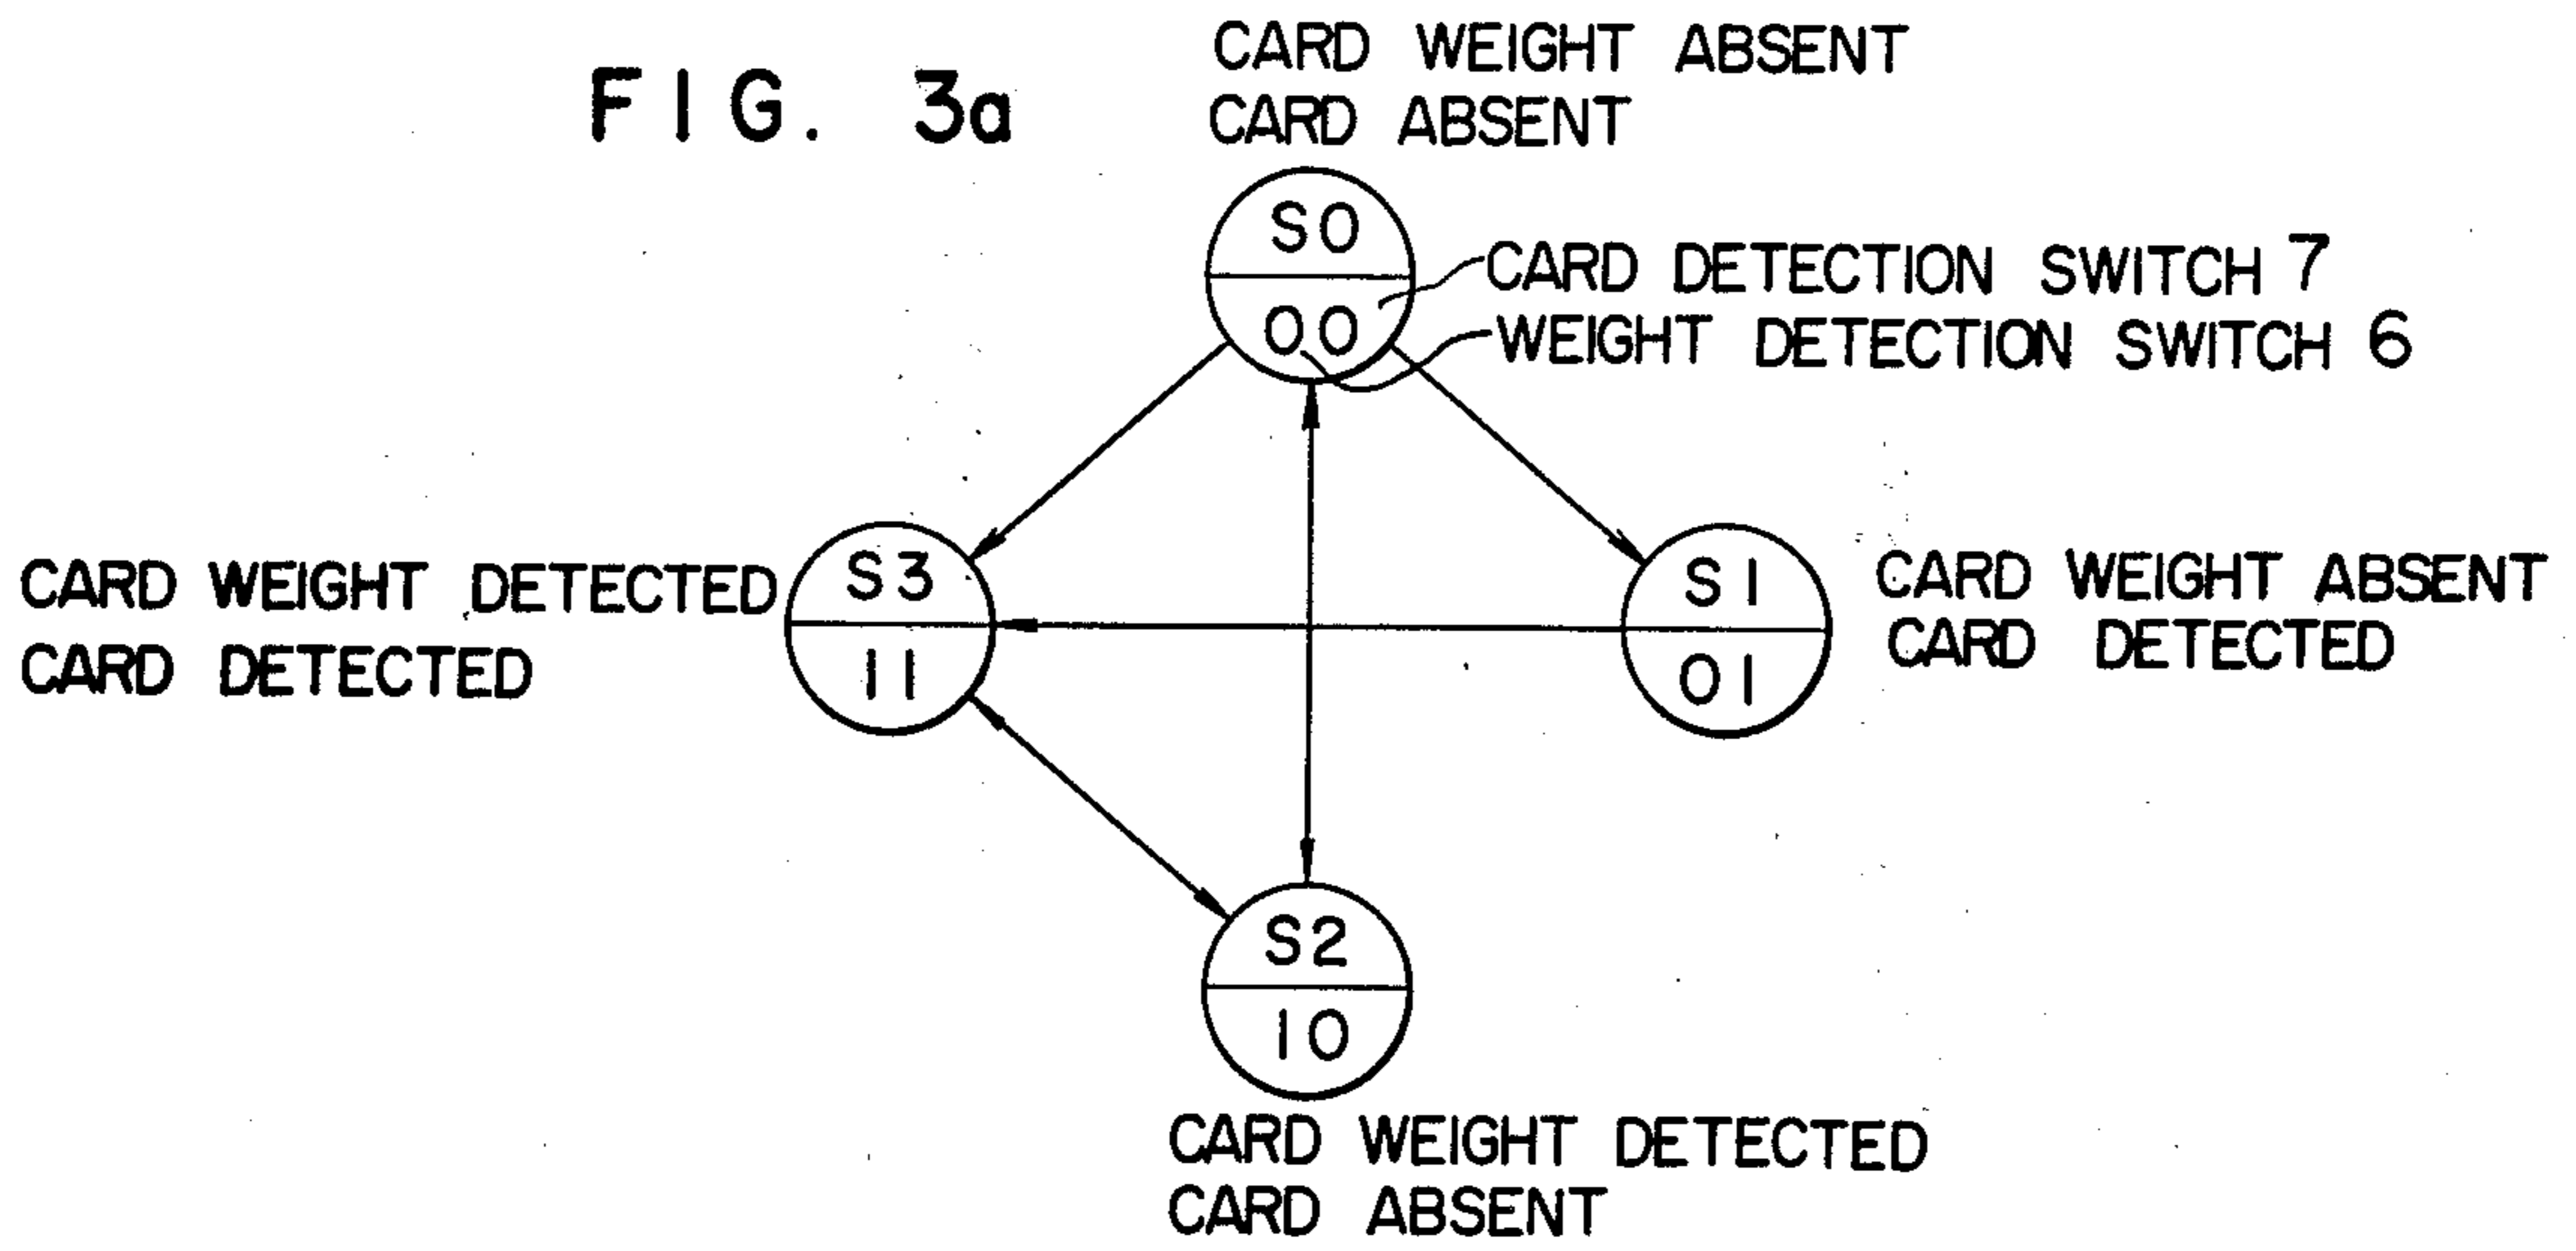 FIG. 3a
CARD WEIGHT ABSENT
CARD ABSENT
S0
00
CARD DETECTION SWITCH 7
WEIGHT DETECTION SWITCH 6
CARD WEIGHT DETECTED
CARD DETECTED
S3
11
S1
01
CARD WEIGHT ABSENT
CARD DETECTED
S2
10
CARD WEIGHT DETECTED
CARD ABSENT